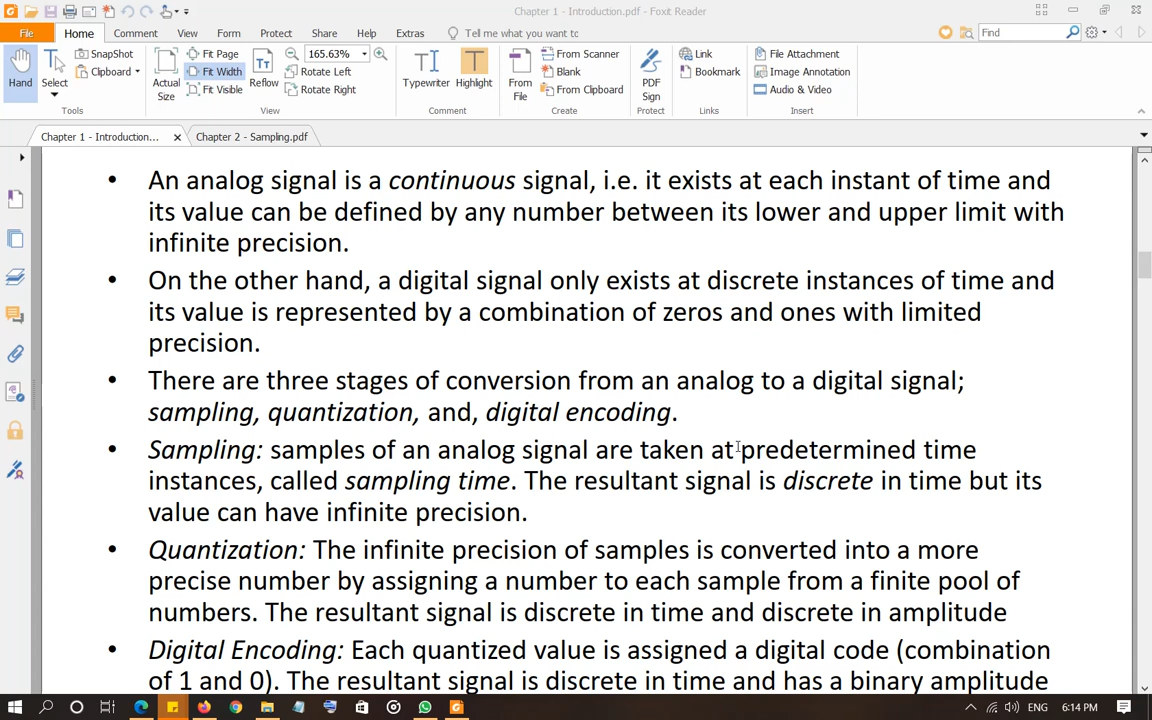 Chapter 1 - Introduction.pdf - Foxit Reader
File Home Comment View Form Protect Share Help Extras Tell me what you want to Find
Hand Select SnapShot Clipboard Actual Size Fit Page Fit Width Fit Visible Reflow 165.63% Rotate Left Rotate Right Typewriter Highlight From File From Scanner Blank From Clipboard PDF Sign Link Bookmark File Attachment Image Annotation Audio & Video
Tools View Comment Create Protect Links Insert
Chapter 1 - Introduction... Chapter 2 - Sampling.pdf
• An analog signal is a continuous signal, i.e. it exists at each instant of time and
its value can be defined by any number between its lower and upper limit with
infinite precision.
• On the other hand, a digital signal only exists at discrete instances of time and
its value is represented by a combination of zeros and ones with limited
precision.
• There are three stages of conversion from an analog to a digital signal;
sampling, quantization, and, digital encoding.
• Sampling: samples of an analog signal are taken at predetermined time
instances, called sampling time. The resultant signal is discrete in time but its
value can have infinite precision.
• Quantization: The infinite precision of samples is converted into a more
precise number by assigning a number to each sample from a finite pool of
numbers. The resultant signal is discrete in time and discrete in amplitude
• Digital Encoding: Each quantized value is assigned a digital code (combination
of 1 and 0). The resultant signal is discrete in time and has a binary amplitude
ENG 6:14 PM